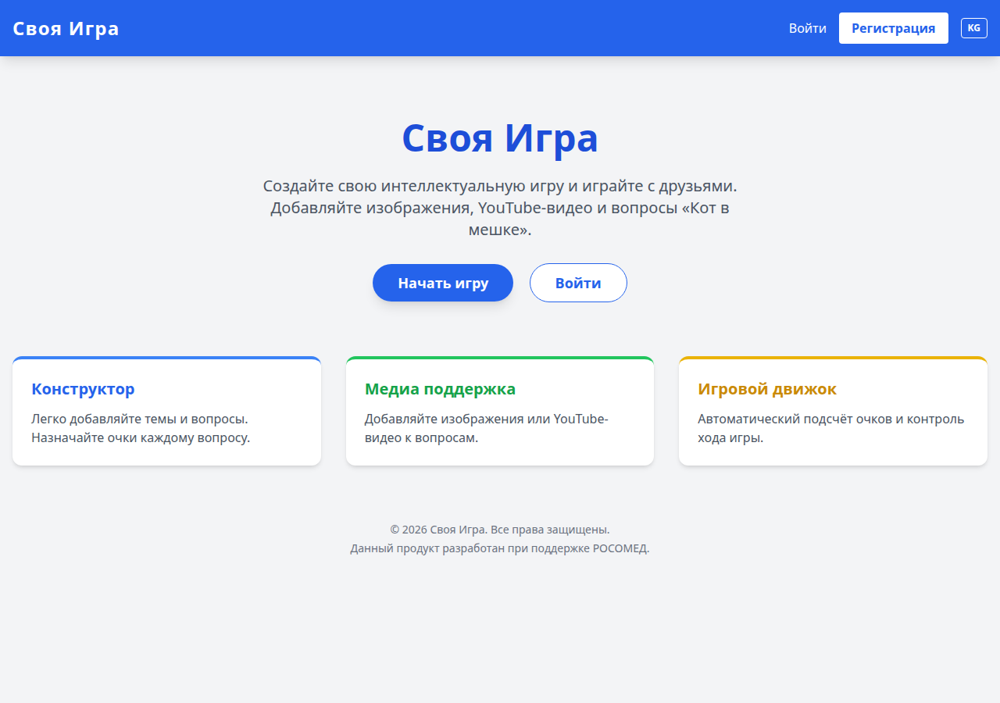 Своя Игра
Войти
Регистрация
KG
Своя Игра
Создайте свою интеллектуальную игру и играйте с друзьями.
Добавляйте изображения, YouTube-видео и вопросы «Кот в
мешке».
Начать игру
Войти
Конструктор
Легко добавляйте темы и вопросы.
Назначайте очки каждому вопросу.
Медиа поддержка
Добавляйте изображения или YouTube-
видео к вопросам.
Игровой движок
Автоматический подсчёт очков и контроль
хода игры.
© 2026 Своя Игра. Все права защищены.
Данный продукт разработан при поддержке РОСОМЕД.